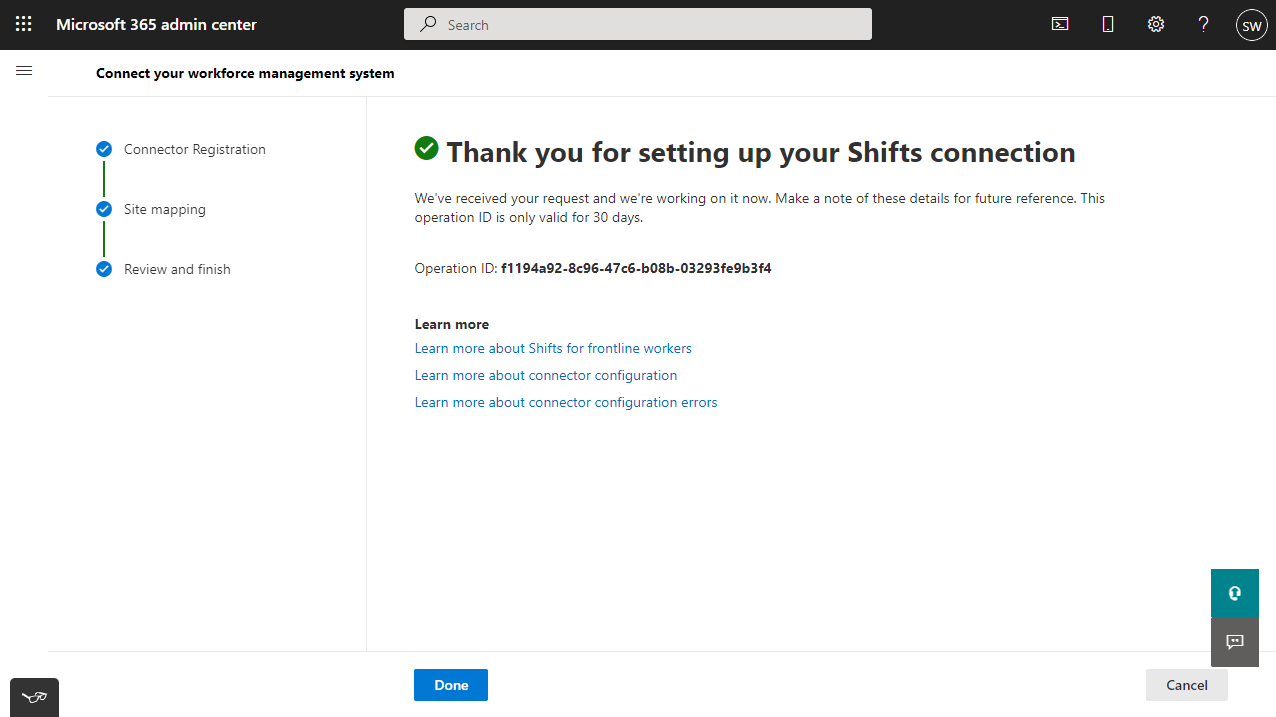 Microsoft 365 admin center
Search
?
SW
Connect your workforce management system
Connector Registration
Site mapping
Review and finish
Thank you for setting up your Shifts connection
We've received your request and we're working on it now. Make a note of these details for future reference. This
operation ID is only valid for 30 days.
Operation ID: f1194a92-8c96-47c6-b08b-03293fe9b3f4
Learn more
Learn more about Shifts for frontline workers
Learn more about connector configuration
Learn more about connector configuration errors
Done
Cancel